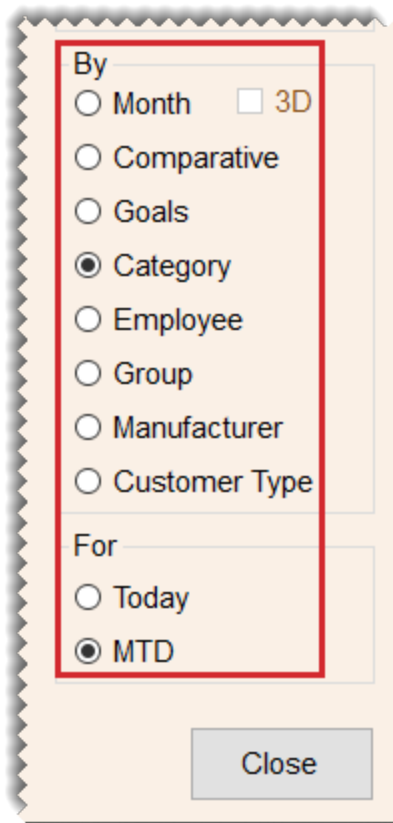 By
Month 3D
Comparative
Goals
Category
Employee
Group
Manufacturer
Customer Type
For
Today
MTD
Close